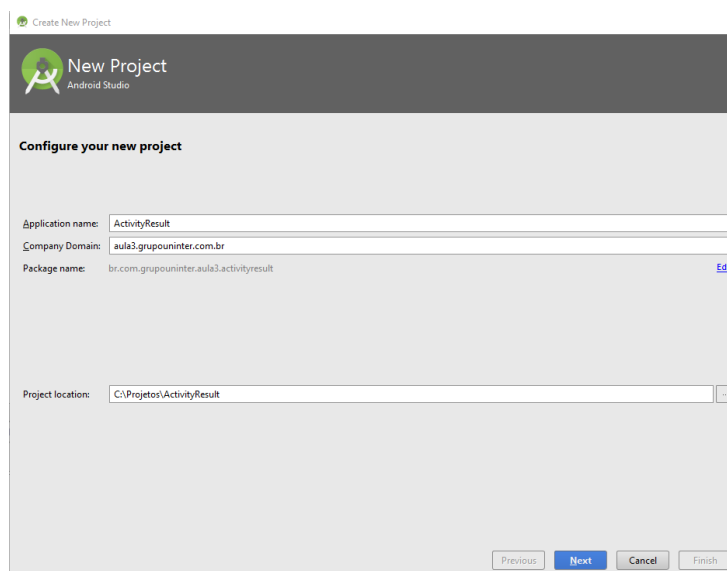 Create New Project
New Project
Android Studio
Configure your new project
Application name: ActivityResult
Company Domain: aula3.grupouninter.com.br
Package name: br.com.grupouninter.aula3.activityresult Ed
Project location: C:\Projetos\ActivityResult ...
Previous Next Cancel Finish